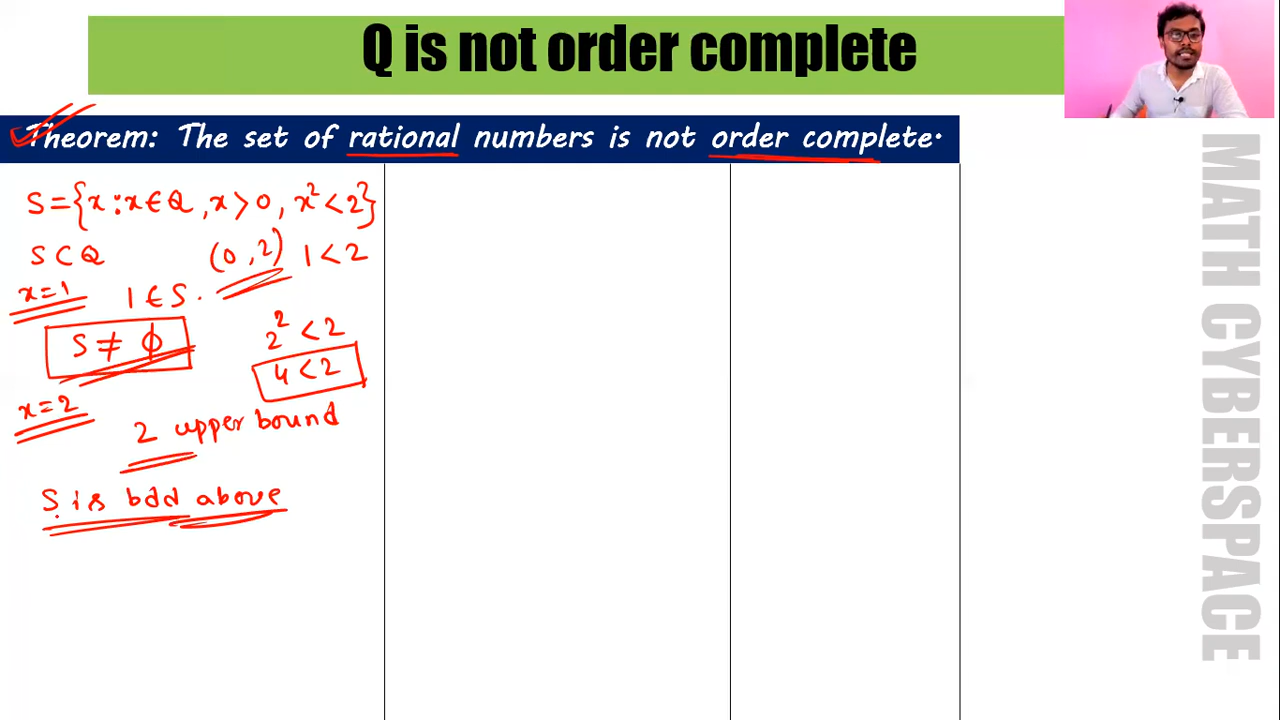 Q is not order complete
Theorem: The set of rational numbers is not order complete.
S={x:x∈Q, x>0, x²<2}
S⊂Q (0,2) 1<2
x=1 1∈S.
S≠ϕ 2²<2
4<2
x=2
2 upper bound
S is bdd above
MATH CYBERSPACE